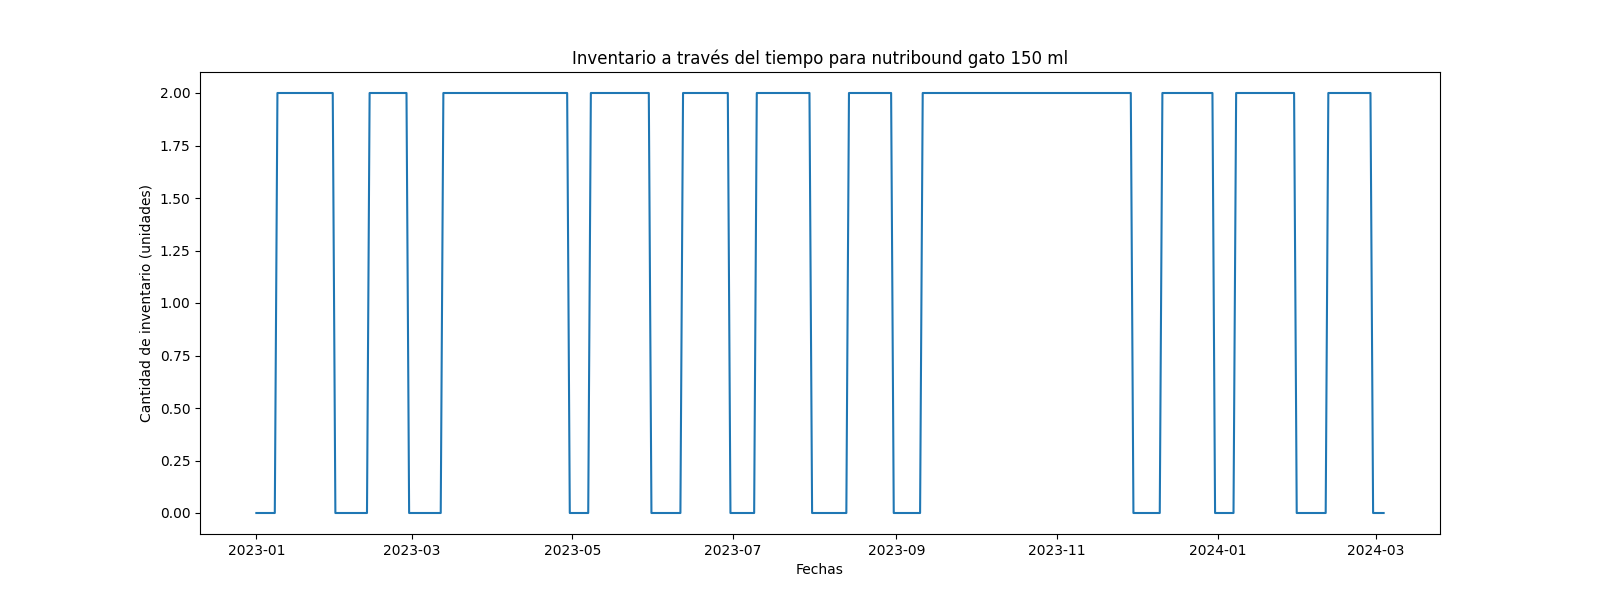 Inventario a través del tiempo para nutribound gato 150 ml
2.00
1.75
1.50
1.25
1.00
0.75
0.50
0.25
0.00
Cantidad de inventario (unidades)
2023-01 2023-03 2023-05 2023-07 2023-09 2023-11 2024-01 2024-03
Fechas